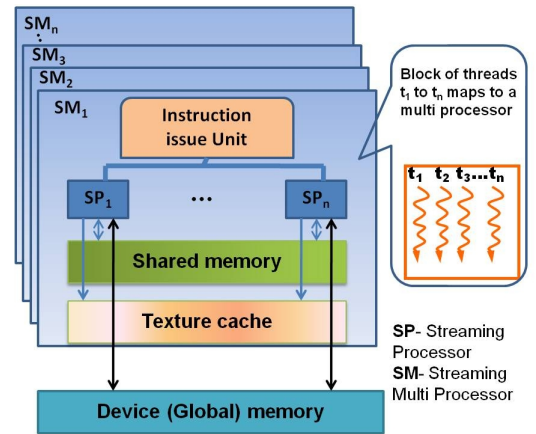 SMn
⋮
SM3
SM2
SM1
Instruction
issue Unit
SP1 ... SPn
Shared memory
Texture cache
Device (Global) memory
Block of threads
t1 to tn maps to a
multi processor
t1 t2 t3...tn
SP- Streaming
Processor
SM- Streaming
Multi Processor